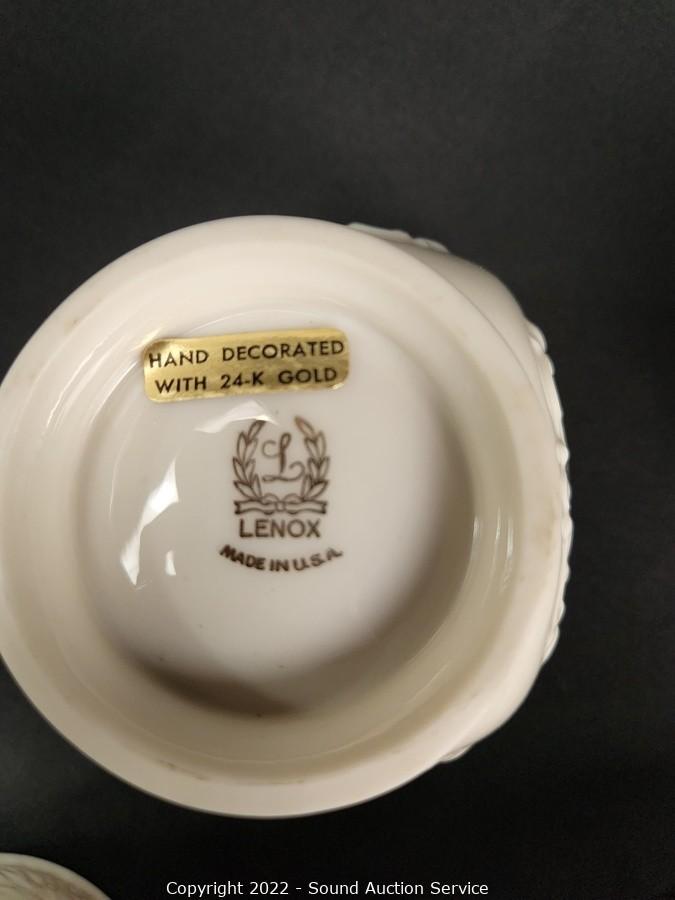 HAND DECORATED
WITH 24-K GOLD
L
LENOX
MADE IN U.S.A.
Copyright 2022 - Sound Auction Service